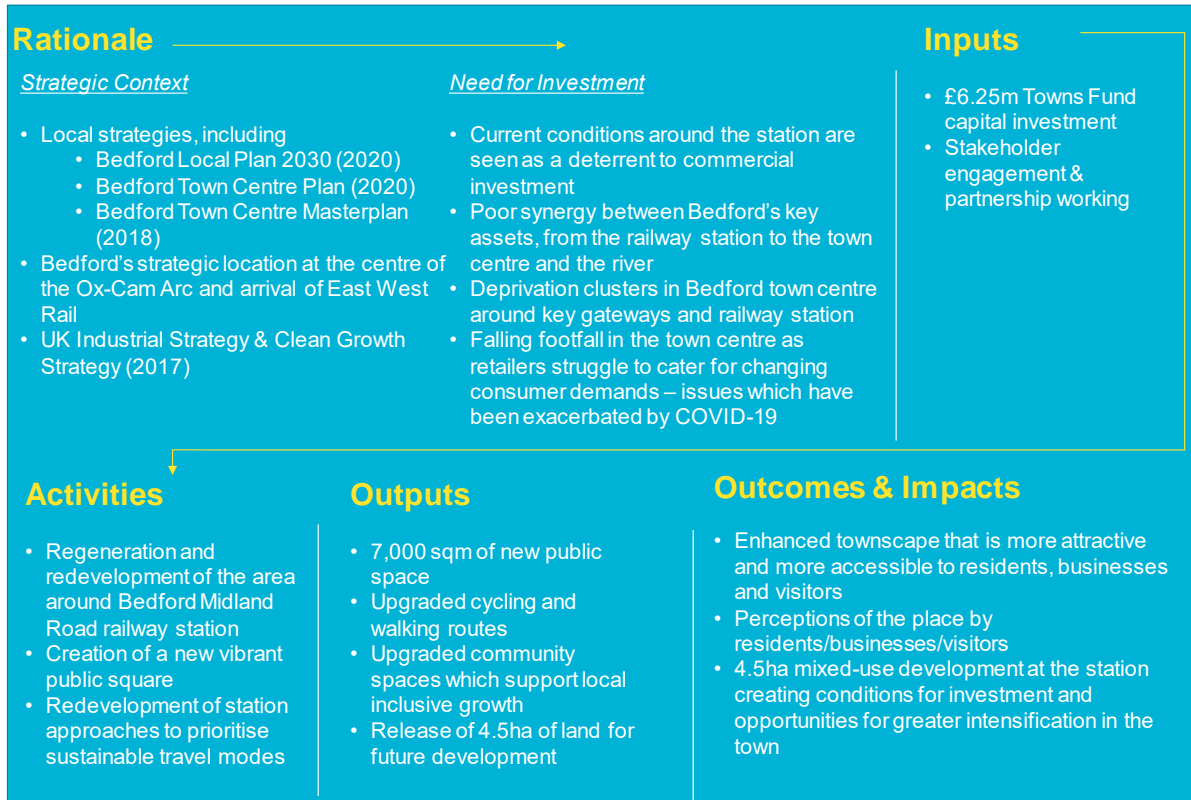 Rationale
Strategic Context
• Local strategies, including
• Bedford Local Plan 2030 (2020)
• Bedford Town Centre Plan (2020)
• Bedford Town Centre Masterplan
(2018)
• Bedford's strategic location at the centre of
the Ox-Cam Arc and arrival of East West
Rail
• UK Industrial Strategy & Clean Growth
Strategy (2017)
Need for Investment
• Current conditions around the station are
seen as a deterrent to commercial
investment
• Poor synergy between Bedford's key
assets, from the railway station to the town
centre and the river
• Deprivation clusters in Bedford town centre
around key gateways and railway station
• Falling footfall in the town centre as
retailers struggle to cater for changing
consumer demands – issues which have
been exacerbated by COVID-19
Inputs
• £6.25m Towns Fund
capital investment
• Stakeholder
engagement &
partnership working
Activities
• Regeneration and
redevelopment of the area
around Bedford Midland
Road railway station
• Creation of a new vibrant
public square
• Redevelopment of station
approaches to prioritise
sustainable travel modes
Outputs
• 7,000 sqm of new public
space
• Upgraded cycling and
walking routes
• Upgraded community
spaces which support local
inclusive growth
• Release of 4.5ha of land for
future development
Outcomes & Impacts
• Enhanced townscape that is more attractive
and more accessible to residents, businesses
and visitors
• Perceptions of the place by
residents/businesses/visitors
• 4.5ha mixed-use development at the station
creating conditions for investment and
opportunities for greater intensification in the
town